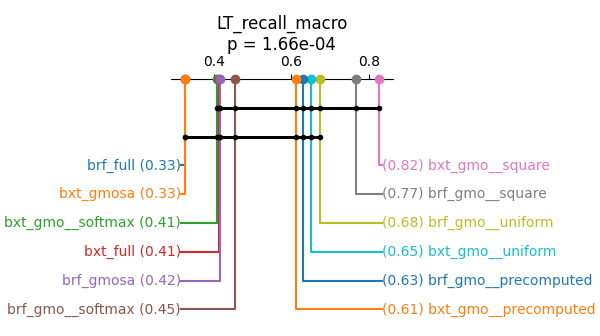 LT_recall_macro
p = 1.66e-04
0.4 0.6 0.8
brf_full (0.33)
bxt_gmosa (0.33)
bxt_gmo__softmax (0.41)
bxt_full (0.41)
brf_gmosa (0.42)
brf_gmo__softmax (0.45)
(0.82) bxt_gmo__square
(0.77) brf_gmo__square
(0.68) brf_gmo__uniform
(0.65) bxt_gmo__uniform
(0.63) brf_gmo__precomputed
(0.61) bxt_gmo__precomputed